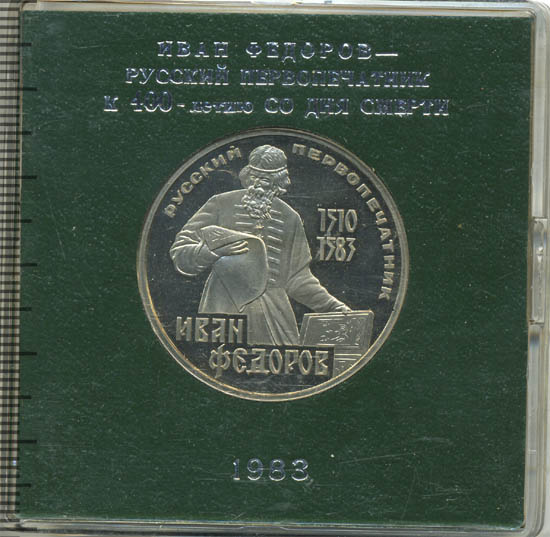 ИВАН ФЕДОРОВ—
РУССКИЙ ПЕРВОПЕЧАТНИК
К 400-летию СО ДНЯ СМЕРТИ
РУССКИЙ ПЕРВОПЕЧАТНИК
1510
1583
ИВАН
ФЕДОРОВ
1983